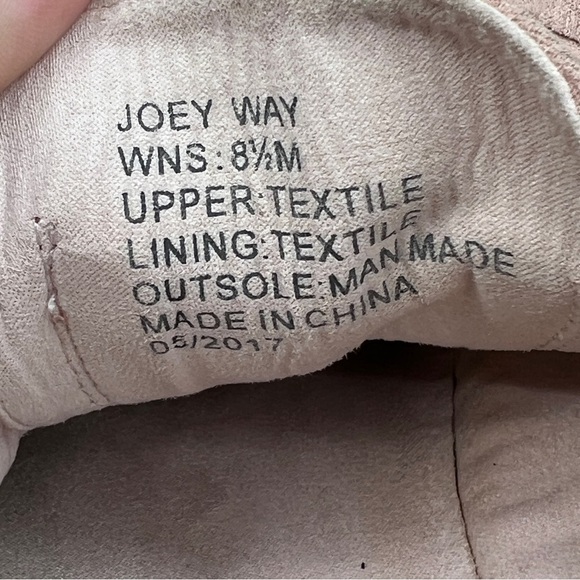 JOEY WAY
WNS:8½M
UPPER:TEXTILE
LINING:TEXTILE
OUTSOLE:MAN MADE
MADE IN CHINA
05/2017